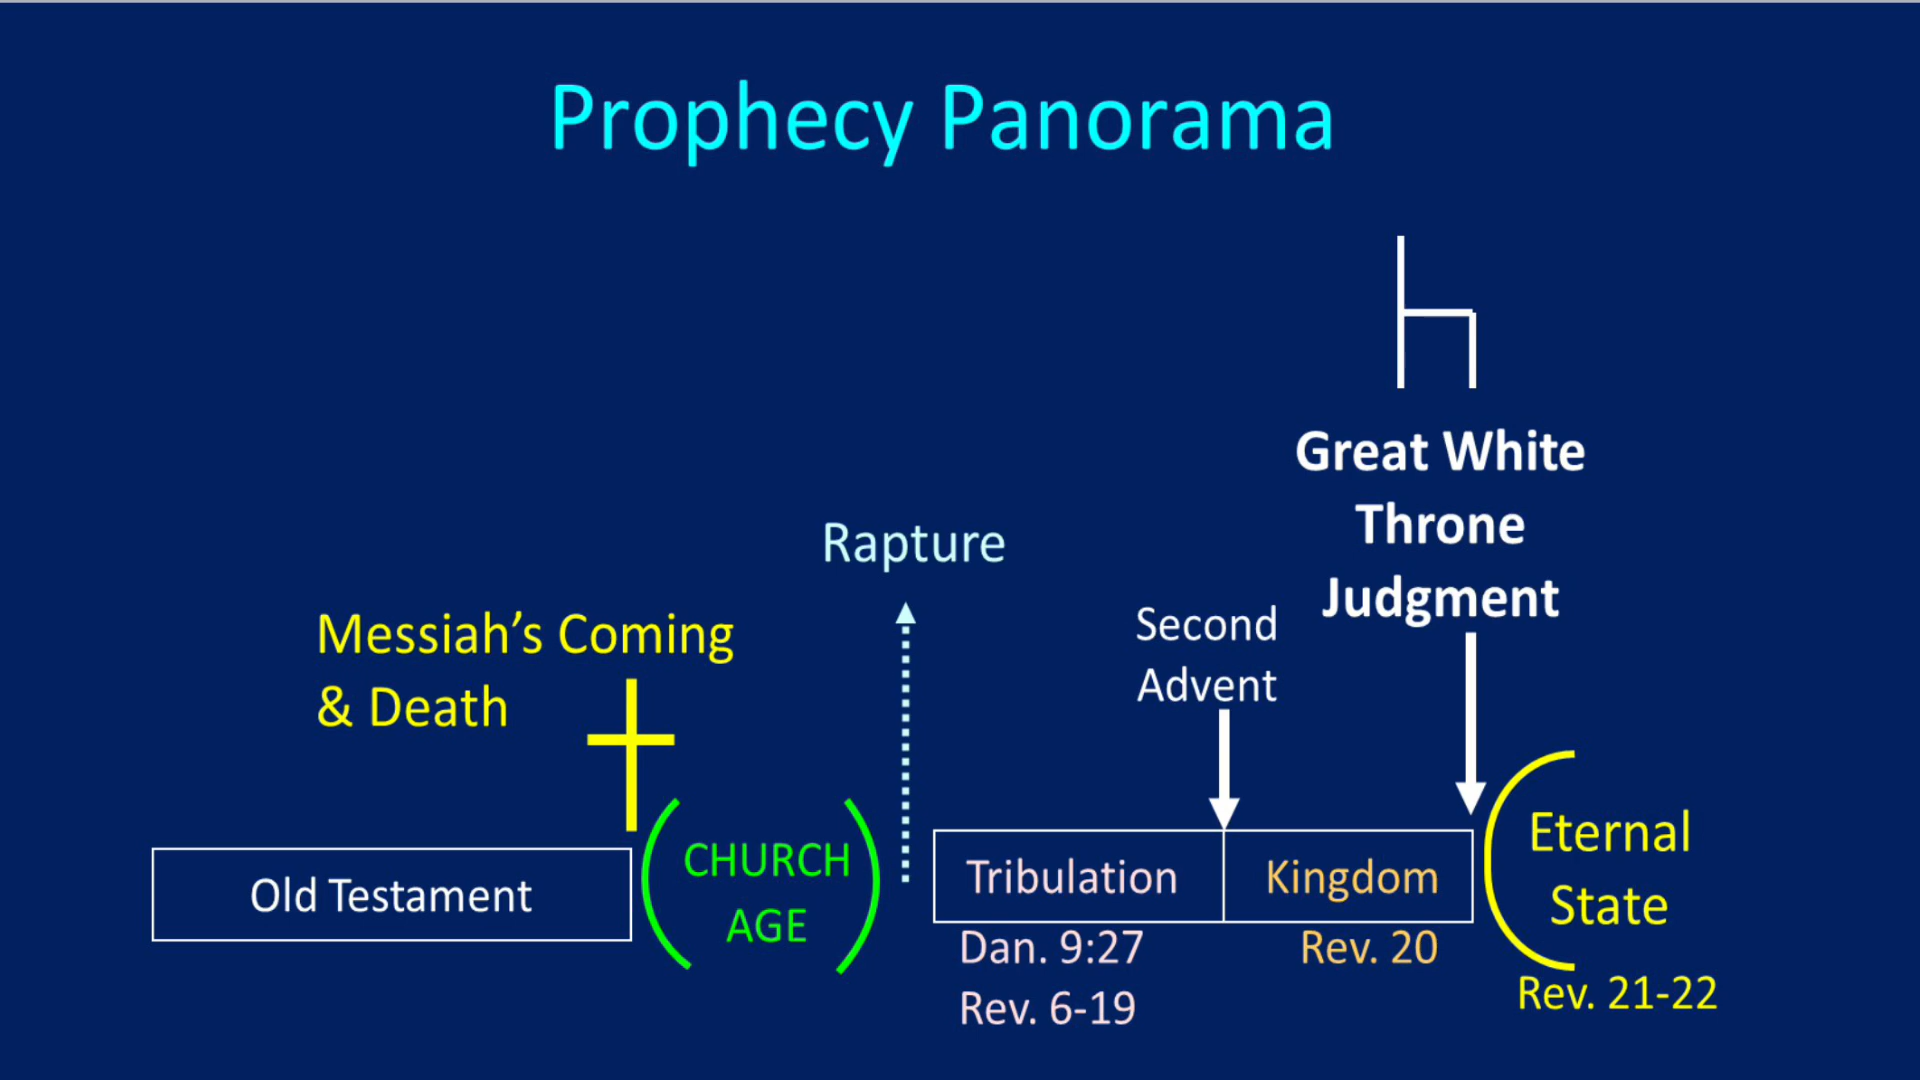 Prophecy Panorama
Great White
Throne
Judgment
Rapture
Second
Advent
Messiah’s Coming
& Death
Old Testament
CHURCH
AGE
Tribulation
Kingdom
Eternal
State
Dan. 9:27
Rev. 6-19
Rev. 20
Rev. 21-22